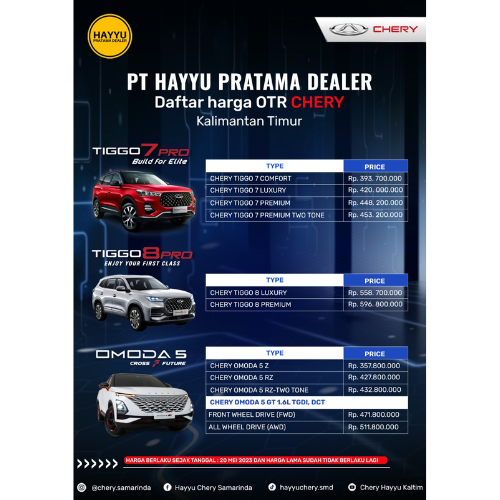 HAYYU
PRATAMA DEALER
CHERY
PT HAYYU PRATAMA DEALER
Daftar harga OTR CHERY
Kalimantan Timur
TIGGO 7 PRO
Build For Elite
TYPE PRICE
CHERY TIGGO 7 COMFORT Rp. 393. 700.000
CHERY TIGGO 7 LUXURY Rp. 420. 000.000
CHERY TIGGO 7 PREMIUM Rp. 448. 200.000
CHERY TIGGO 7 PREMIUM TWO TONE Rp. 453. 200.000
TIGGO 8 PRO
ENJOY YOUR FIRST CLASS
TYPE PRICE
CHERY TIGGO 8 LUXURY Rp. 558. 700.000
CHERY TIGGO 8 PREMIUM Rp. 596. 800.000
OMODA 5
CROSS FUTURE
TYPE PRICE
CHERY OMODA 5 Z Rp. 357.800.000
CHERY OMODA 5 RZ Rp. 427.800.000
CHERY OMODA 5 RZ-TWO TONE Rp. 432.800.000
CHERY OMODA 5 GT 1.6L TGDI, DCT
FRONT WHEEL DRIVE (FWD) Rp. 471.800.000
ALL WHEEL DRIVE (AWD) Rp. 511.800.000
HARGA BERLAKU SEJAK TANGGAL : 20 MEI 2023 DAN HARGA LAMA SUDAH TIDAK BERLAKU LAGI
@chery.samarinda Hayyu Chery Samarinda hayyuchery.smd Chery Hayyu Kaltim